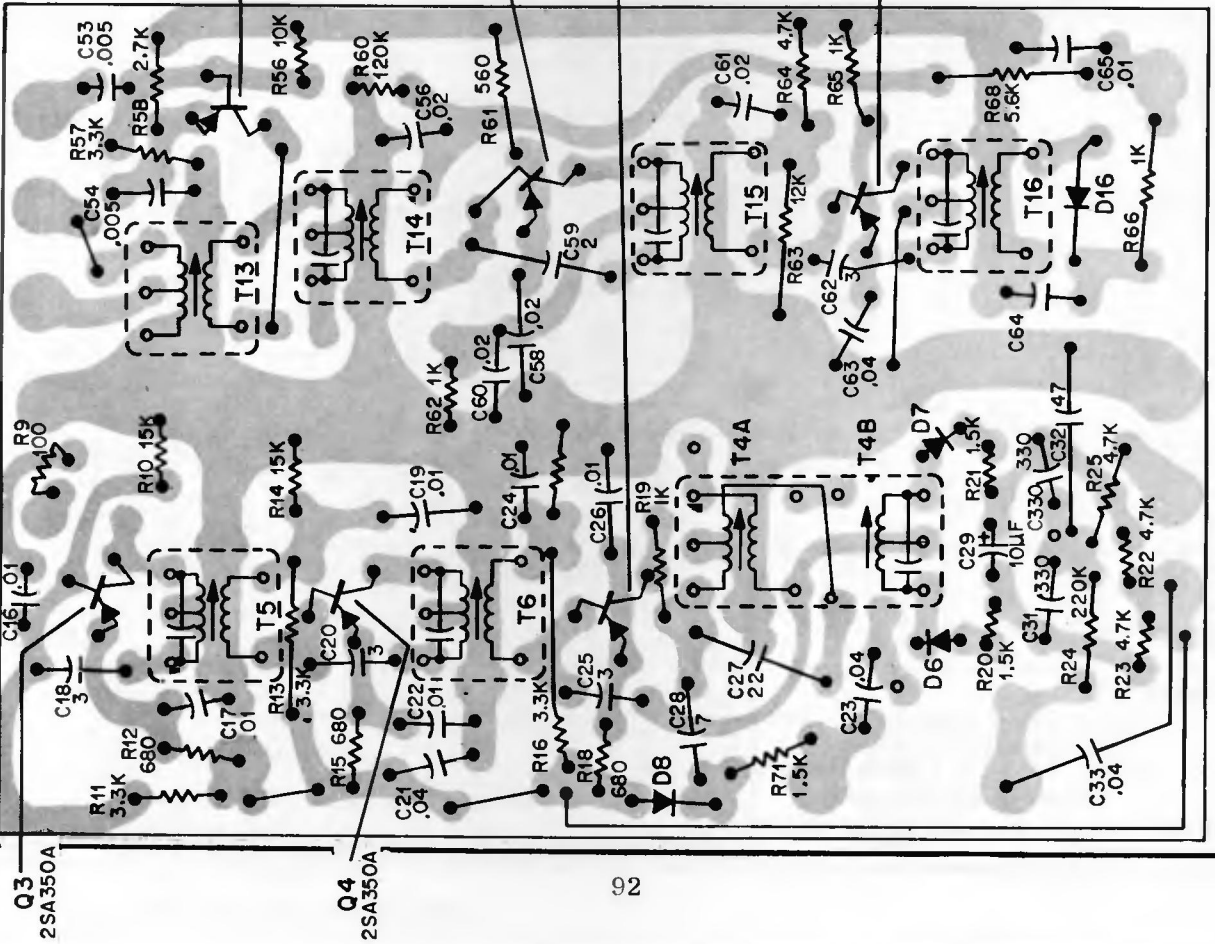 C53
.005
2.7K
R58
R57
3.3K
C54
.005
R56 10K
R60
120K
C56
.02
R61
560
C61
.02
R64
4.7K
R65
1K
R68
5.6K
C65
.01
T13
T14
C59
2
T15
R63
12K
C62
3
T16
D16
R66
1K
C64
C63
.04
R62 1K
C60
.02
C58
.02
R9
100
R10 15K
R14 15K
C19
.01
C24
.01
C26
.01
R19
1K
T4A
T4B
D7
R21
1.5K
C330
330
C32
47
R25
4.7K
C16
.01
C18
3
T5
C20
3
T6
C29
10UF
C31
330
R22 4.7K
R13
3.3K
C17
.01
R12
680
R11
3.3K
R15 680
C22
.01
C21
.04
R16
3.3K
C25
3
R18
680
C28
7
D8
C27
22
R71
1.5K
C23
.04
D6
R20
1.5K
R24
220K
R23 4.7K
C33
.04
Q3
2SA350A
Q4
2SA350A
92